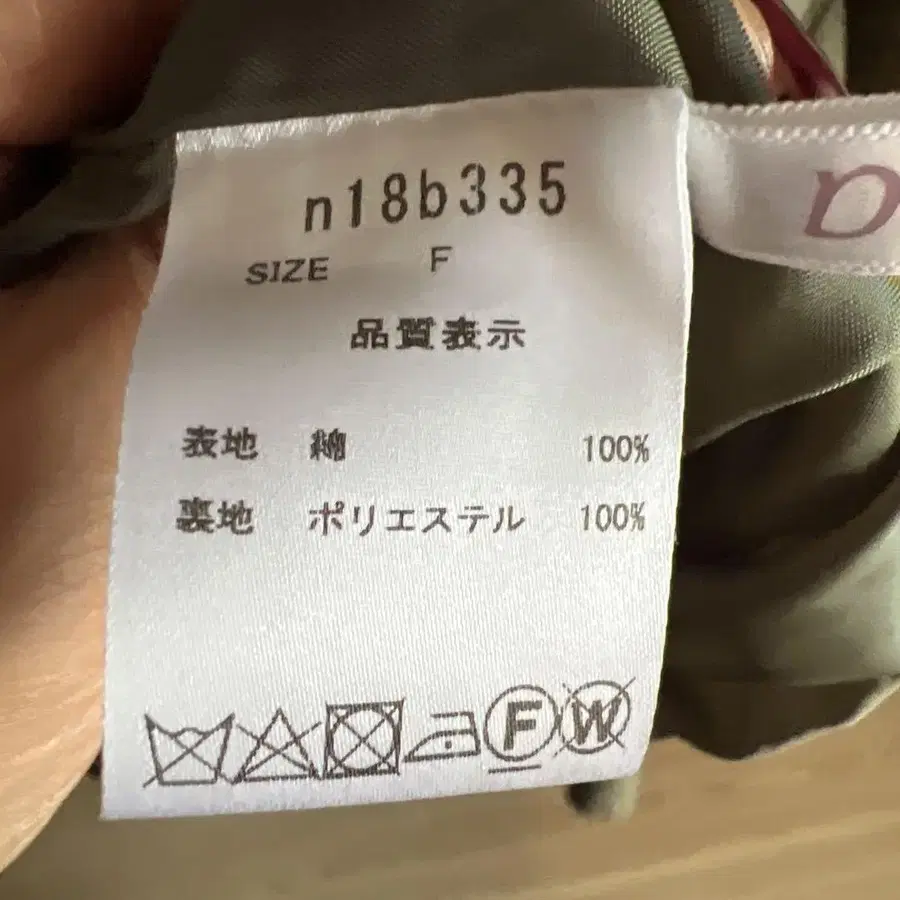 n18b335
SIZE F
品質表示
表地 綿 100%
裏地 ポリエステル 100%
F W